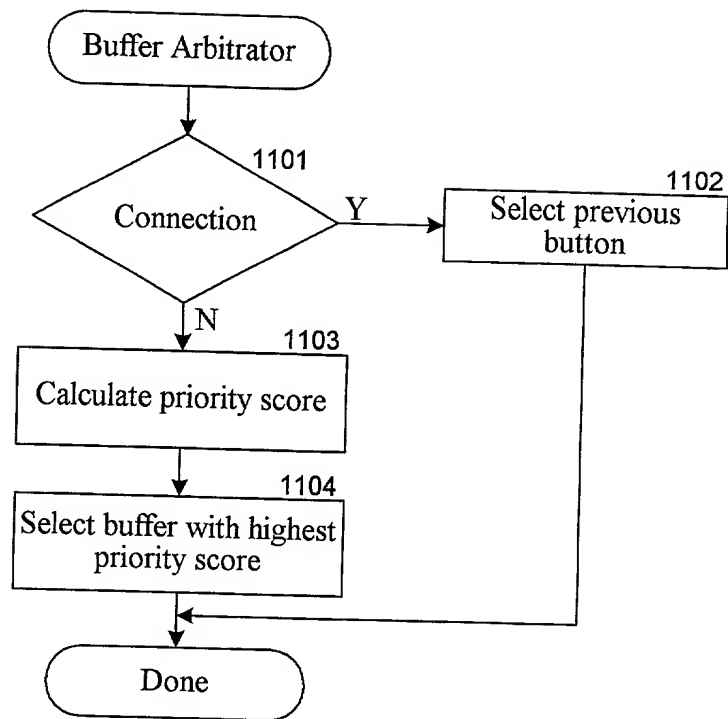 Buffer Arbitrator
1101
Connection
Y
1102
Select previous
button
N
1103
Calculate priority score
1104
Select buffer with highest
priority score
Done